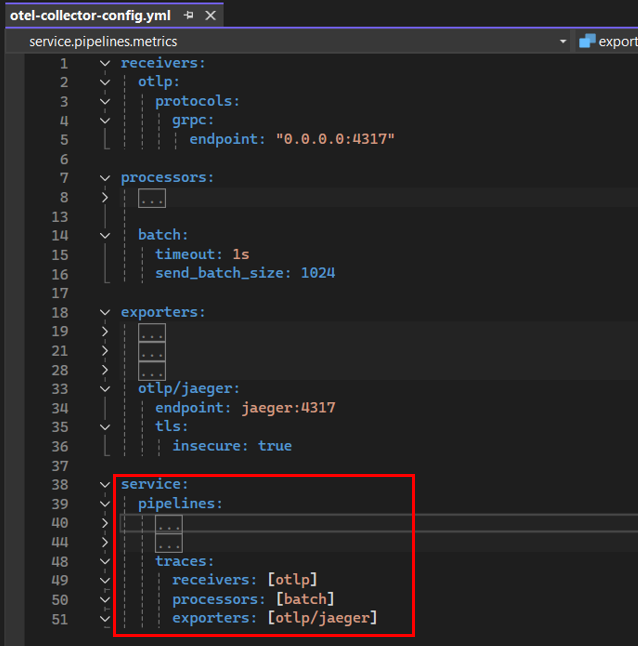 otel-collector-config.yml
service.pipelines.metrics export
1 receivers:
2 otlp:
3 protocols:
4 grpc:
5 endpoint: "0.0.0.0:4317"
6
7 processors:
8 ...
13
14 batch:
15 timeout: 1s
16 send_batch_size: 1024
17
18 exporters:
19 ...
21 ...
28 ...
33 otlp/jaeger:
34 endpoint: jaeger:4317
35 tls:
36 insecure: true
37
38 service:
39 pipelines:
40 ...
44 ...
48 traces:
49 receivers: [otlp]
50 processors: [batch]
51 exporters: [otlp/jaeger]